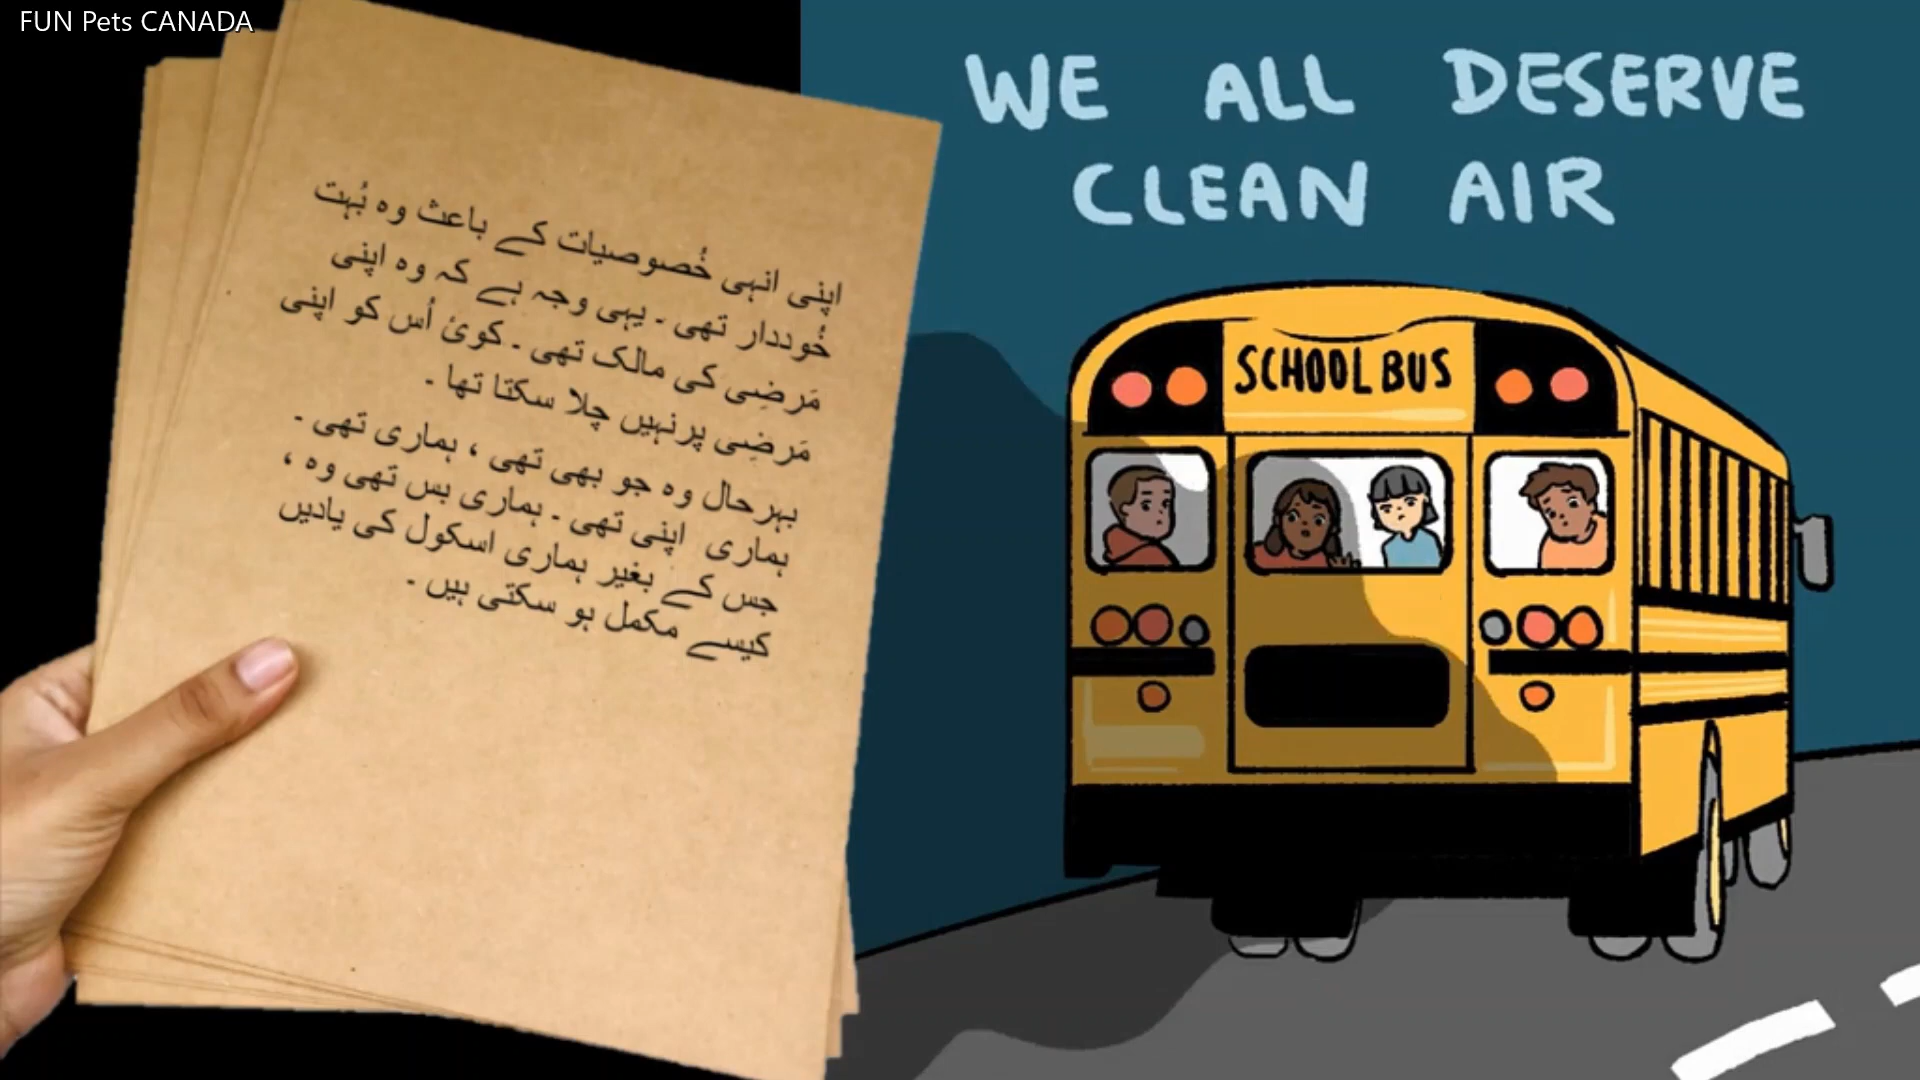 FUN Pets CANADA
اپنی انہی خُصوصیات کے باعث وہ بُہت
خُوددار تھی ۔ یہی وجہ ہے کہ وہ اپنی
مَرضِی کی مالک تھی ۔ کوئ اُس کو اپنی
مَرضِی پرنہیں چلا سکتا تھا ۔
بہرحال وہ جو بھی تھی ، ہماری تھی ۔
ہماری اپنی تھی ۔ ہماری بس تھی وہ ،
جس کے بغیر ہماری اسکول کی یادیں
کیسے مکمل ہو سکتی ہیں ۔
WE ALL DESERVE
CLEAN AIR
SCHOOL BUS